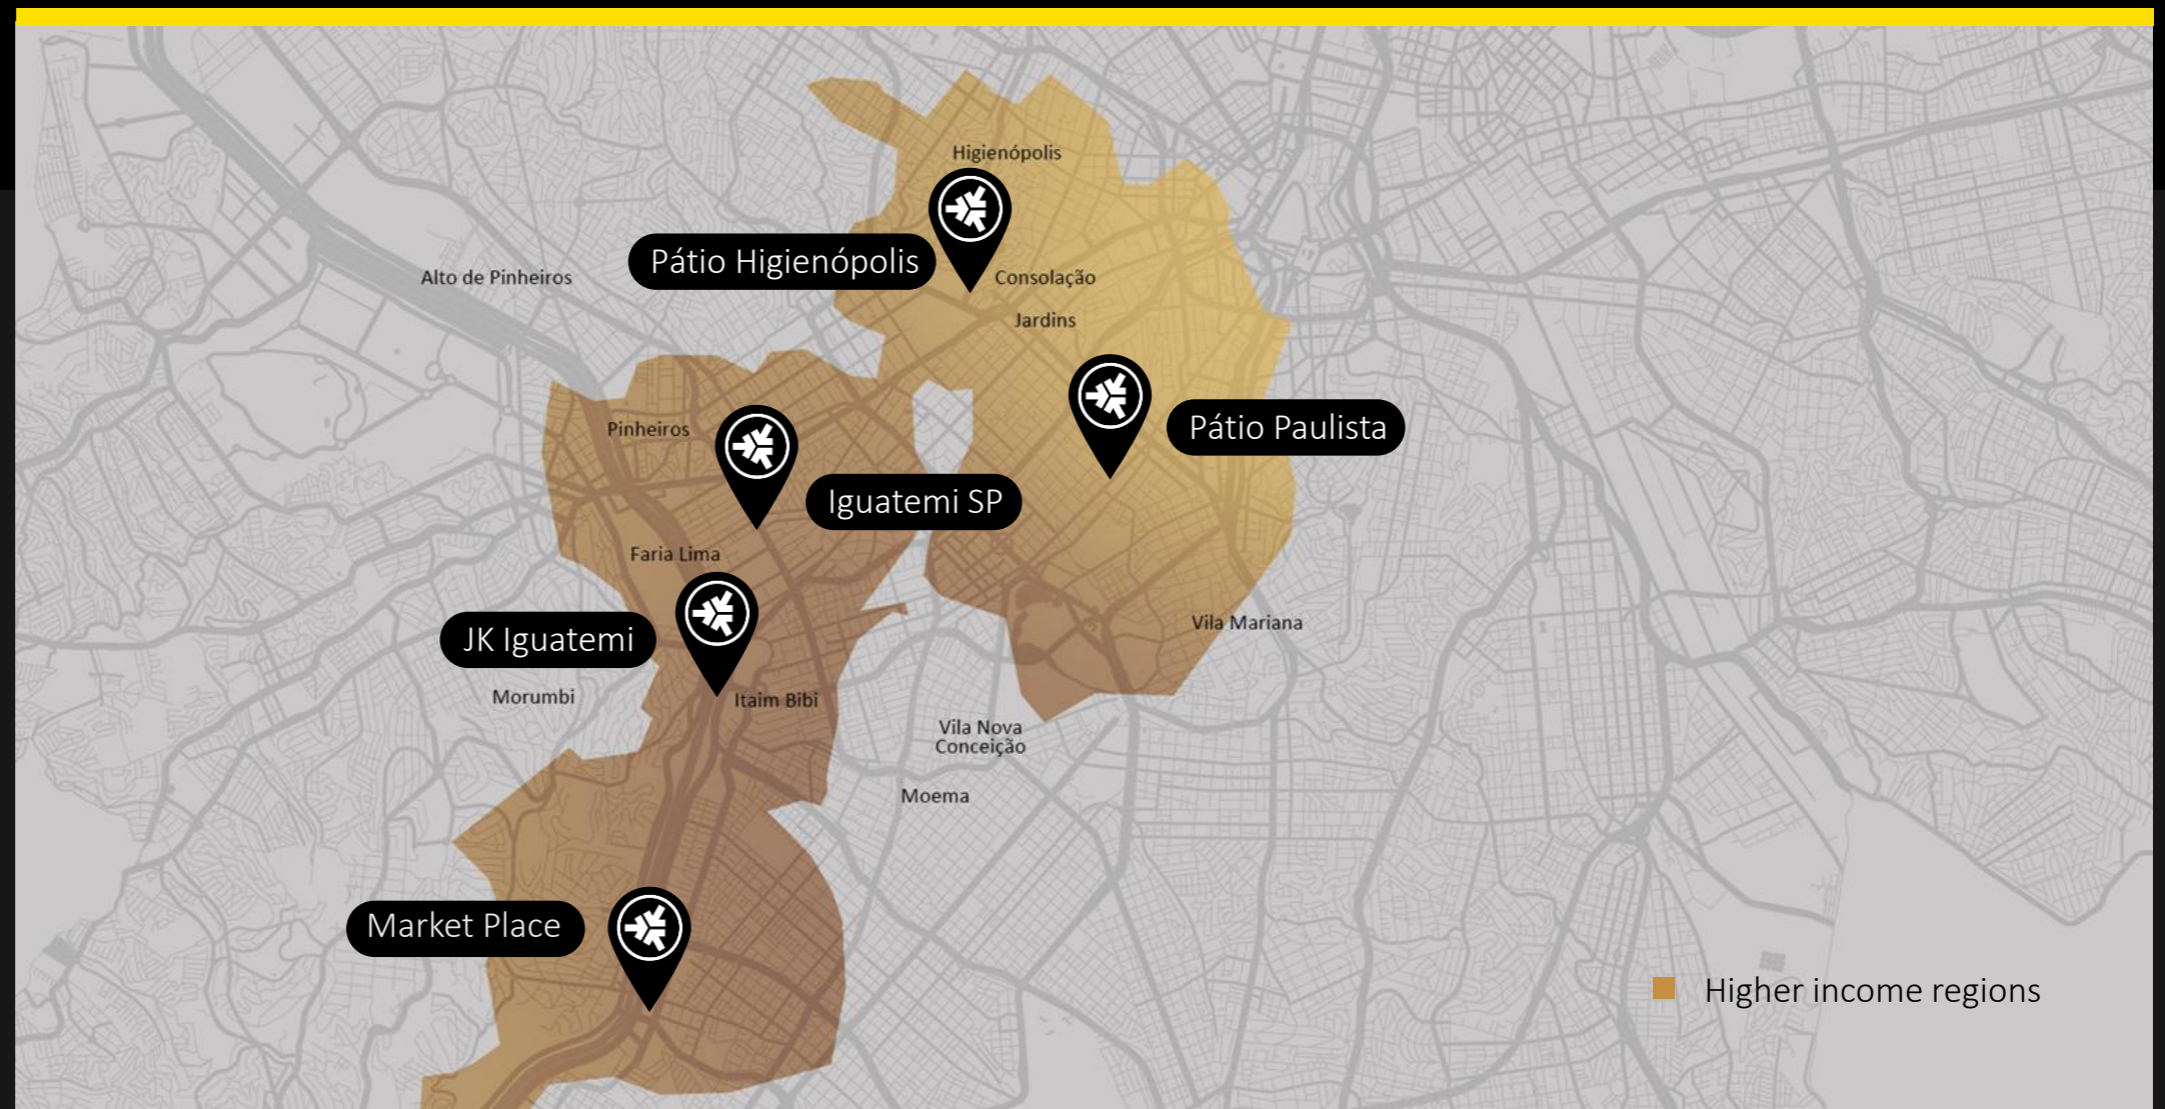 Higienópolis
Pátio Higienópolis
Alto de Pinheiros
Consolação
Jardins
Pátio Paulista
Pinheiros
Iguatemi SP
Faria Lima
JK Iguatemi
Vila Mariana
Morumbi
Itaim Bibi
Vila Nova
Conceição
Moema
Market Place
Higher income regions